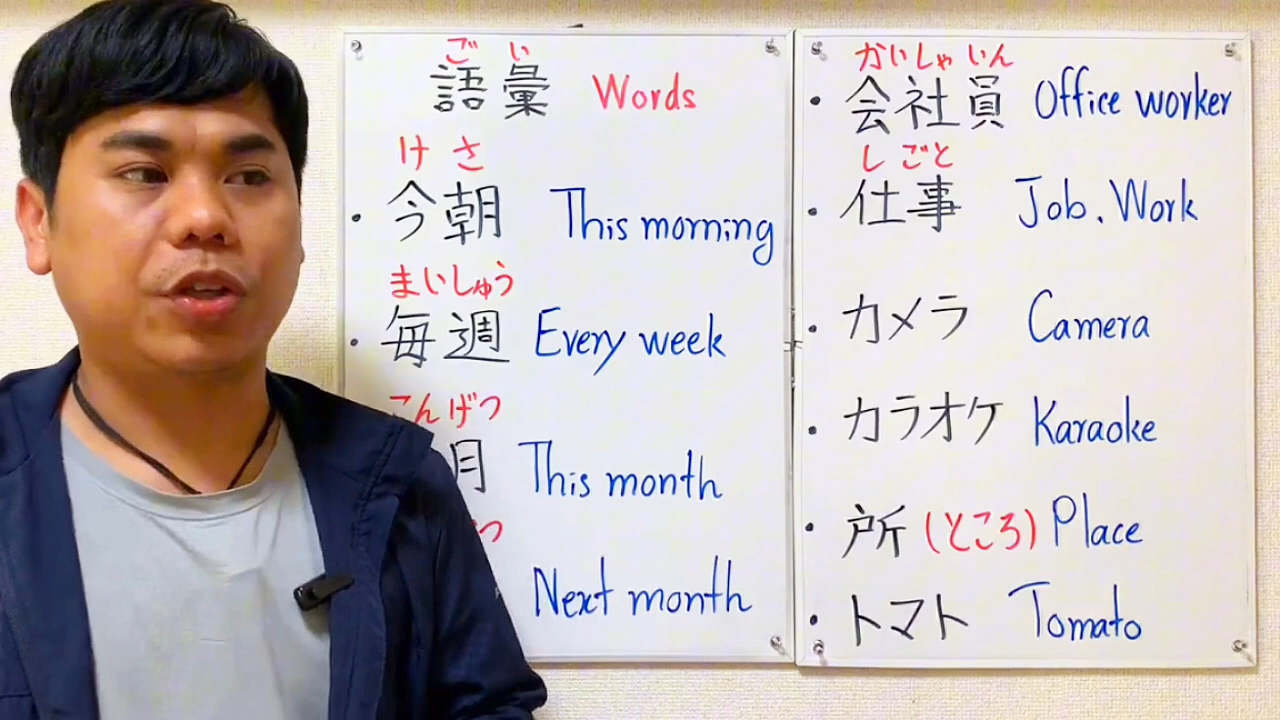 ごい
語彙 Words
けさ
今朝 This morning
まいしゅう
毎週 Every week
こんげつ
月 This month
つ
Next month
かいしゃいん
会社員 Office worker
しごと
仕事 Job. Work
カメラ Camera
カラオケ Karaoke
所 (ところ) Place
トマト Tomato